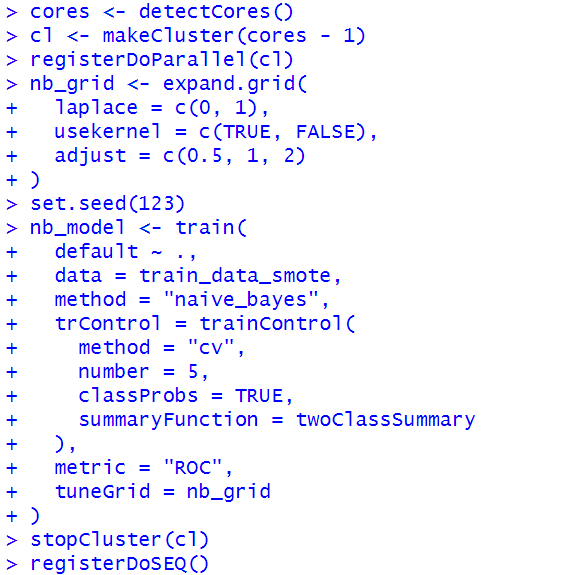 > cores <- detectCores()
> cl <- makeCluster(cores - 1)
> registerDoParallel(cl)
> nb_grid <- expand.grid(
+   laplace = c(0, 1),
+   usekernel = c(TRUE, FALSE),
+   adjust = c(0.5, 1, 2)
+ )
> set.seed(123)
> nb_model <- train(
+   default ~ .,
+   data = train_data_smote,
+   method = "naive_bayes",
+   trControl = trainControl(
+     method = "cv",
+     number = 5,
+     classProbs = TRUE,
+     summaryFunction = twoClassSummary
+   ),
+   metric = "ROC",
+   tuneGrid = nb_grid
+ )
> stopCluster(cl)
> registerDoSEQ()